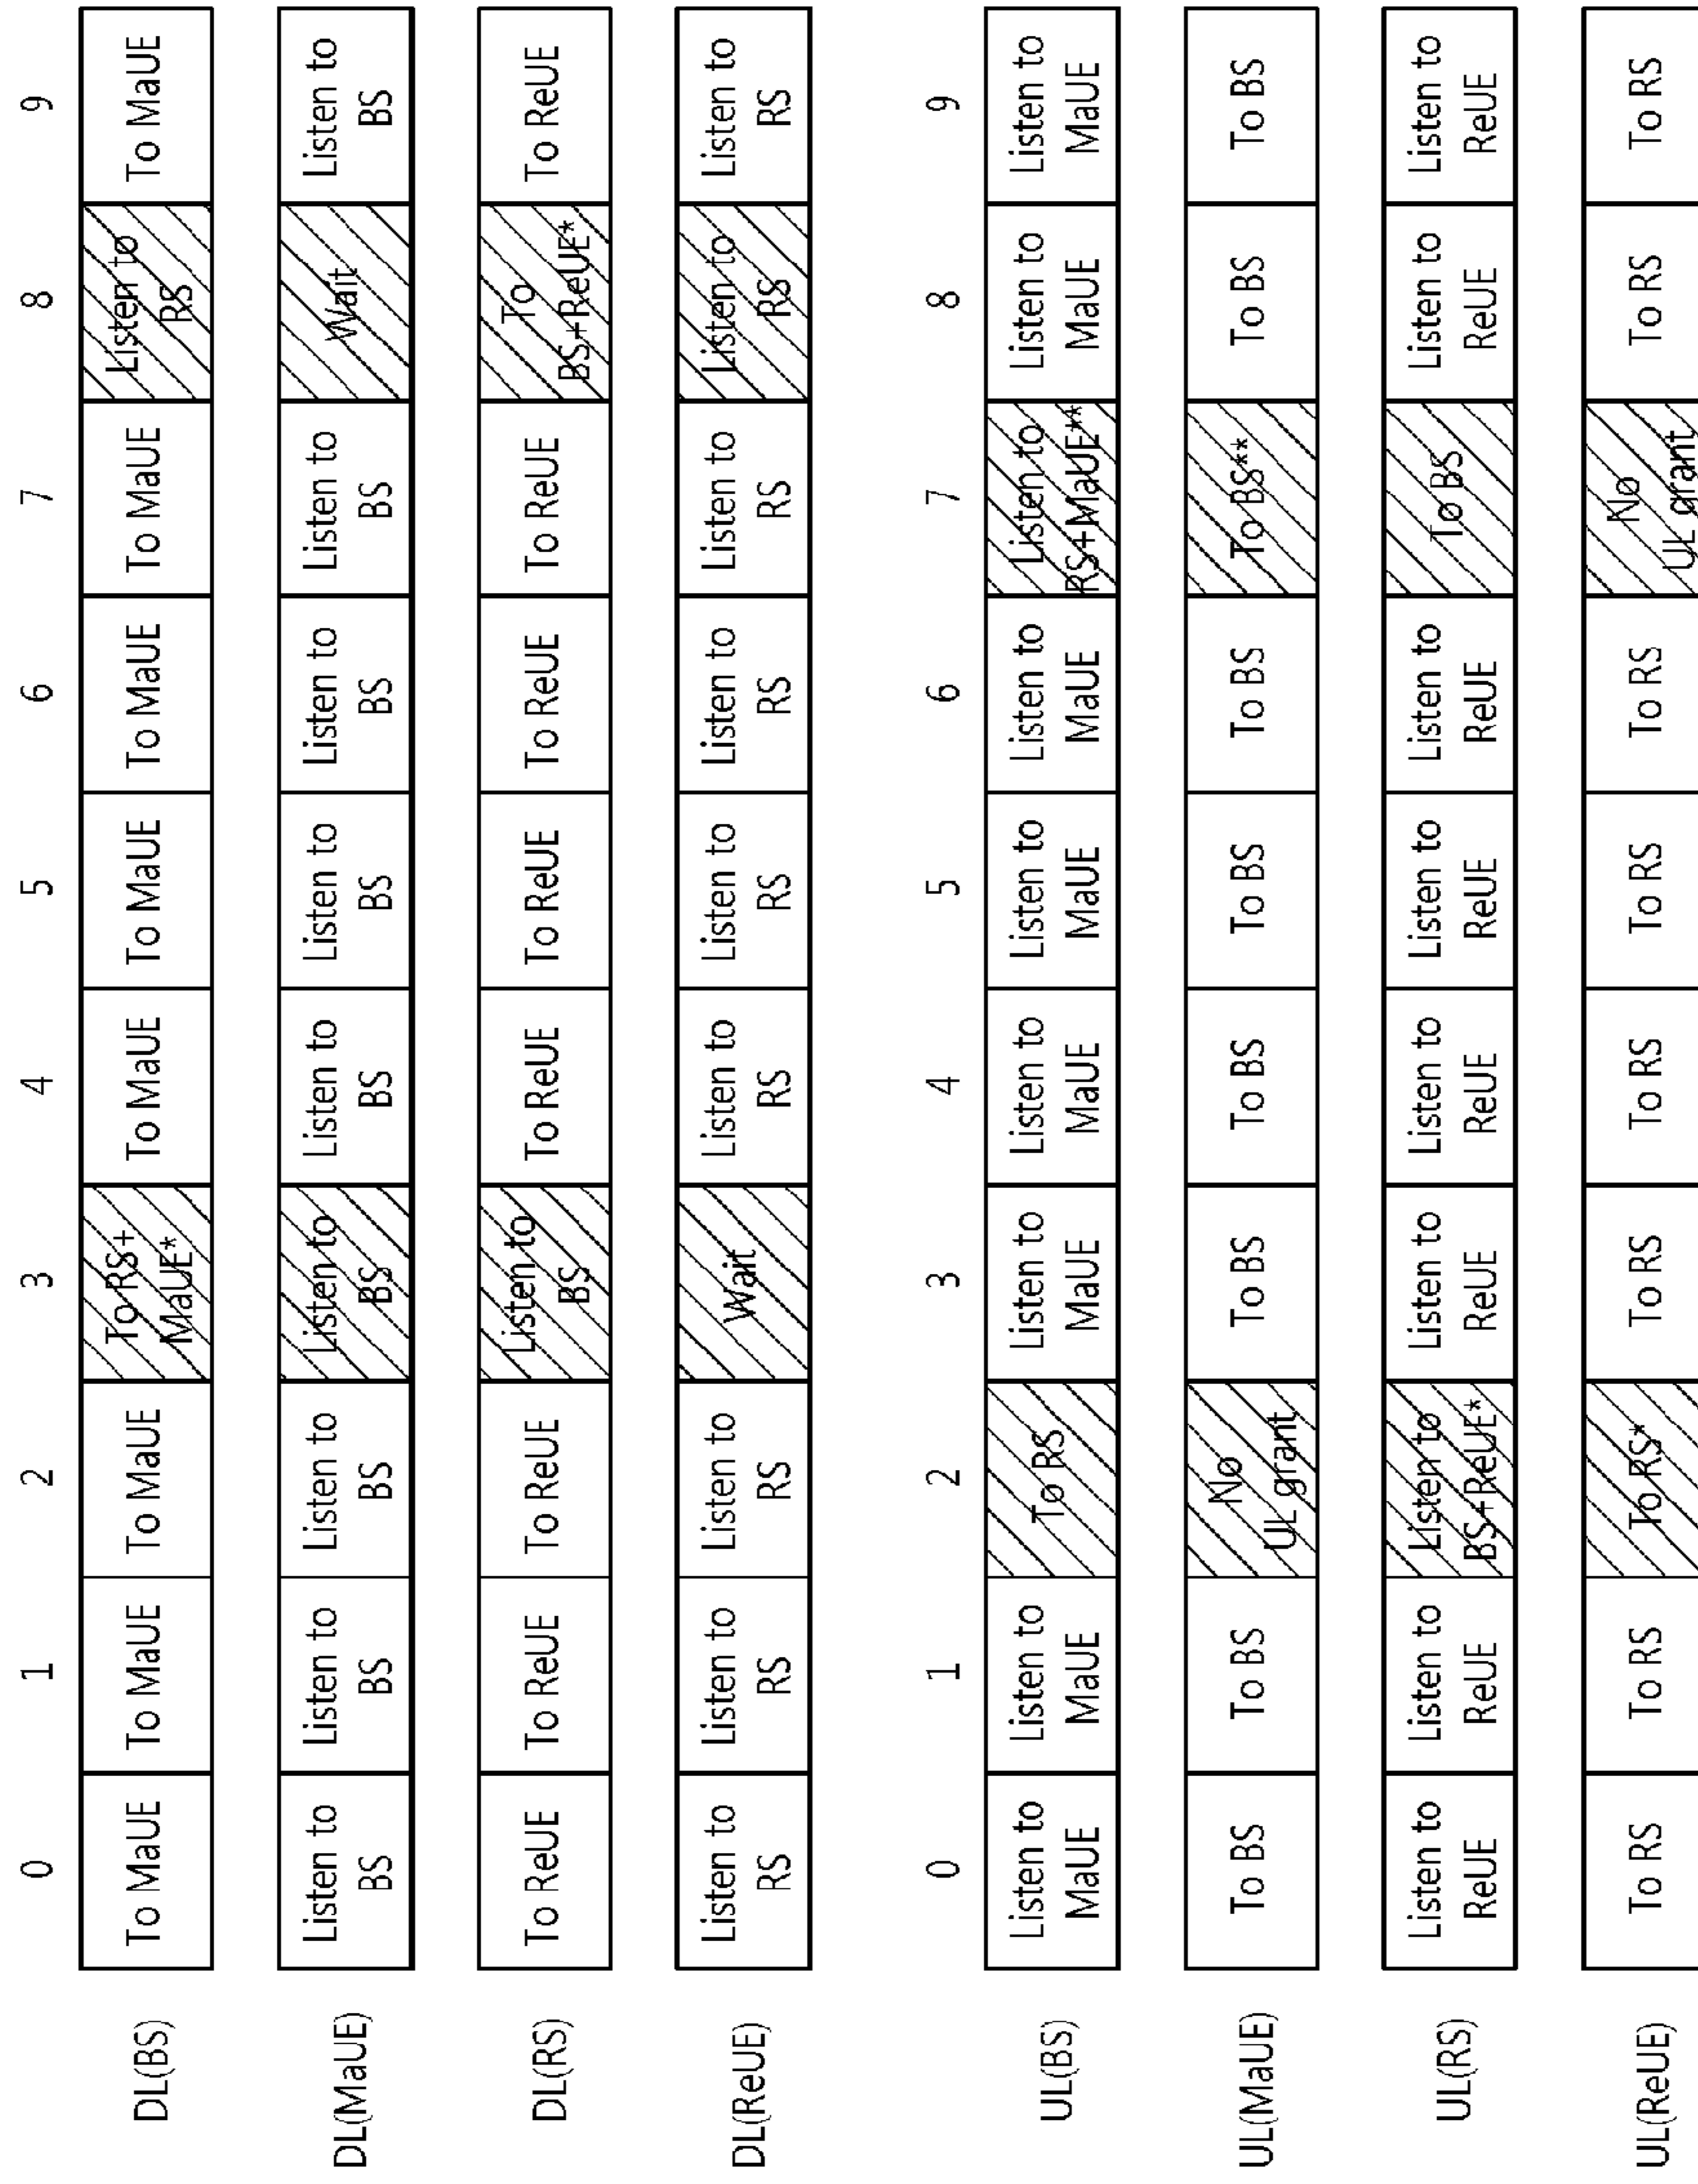 0 1 2 3 4 5 6 7 8 9
DL(BS)
To MaUE
To MaUE
To MaUE
To RS+
MaUE*
To MaUE
To MaUE
To MaUE
To MaUE
Listen to
RS
To MaUE
DL(MaUE)
Listen to
BS
Listen to
BS
Listen to
BS
Listen to
BS
Listen to
BS
Listen to
BS
Listen to
BS
Listen to
BS
Wait
Listen to
BS
DL(RS)
To ReUE
To ReUE
To ReUE
Listen to
BS
To ReUE
To ReUE
To ReUE
To ReUE
To
BS+ReUE*
To ReUE
DL(ReUE)
Listen to
RS
Listen to
RS
Listen to
RS
Wait
Listen to
RS
Listen to
RS
Listen to
RS
Listen to
RS
Listen to
RS
Listen to
RS
0 1 2 3 4 5 6 7 8 9
UL(BS)
Listen to
MaUE
Listen to
MaUE
To RS
Listen to
MaUE
Listen to
MaUE
Listen to
MaUE
Listen to
MaUE
Listen to
RS+MaUE**
Listen to
MaUE
Listen to
MaUE
UL(MaUE)
To BS
To BS
No
UL grant
To BS
To BS
To BS
To BS
To BS**
To BS
To BS
UL(RS)
Listen to
ReUE
Listen to
ReUE
Listen to
BS+ReUE*
Listen to
ReUE
Listen to
ReUE
Listen to
ReUE
Listen to
ReUE
To BS
Listen to
ReUE
Listen to
ReUE
UL(ReUE)
To RS
To RS
To RS*
To RS
To RS
To RS
To RS
No
UL grant
To RS
To RS